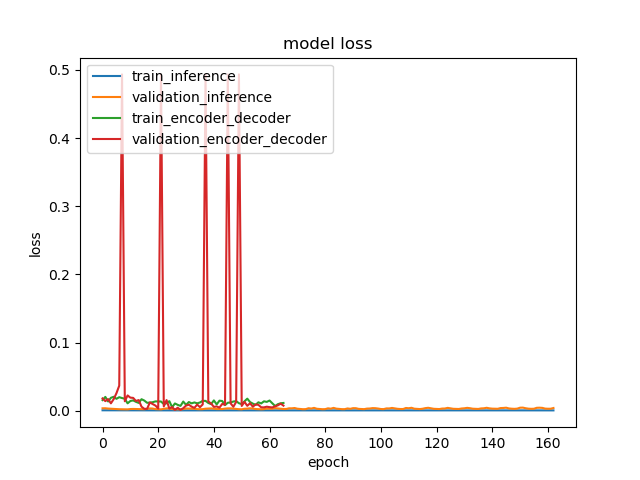 model loss
train_inference
validation_inference
train_encoder_decoder
validation_encoder_decoder
0.5
0.4
0.3
0.2
0.1
0.0
loss
0 20 40 60 80 100 120 140 160
epoch